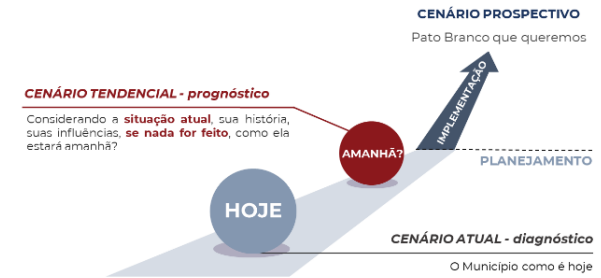 CENÁRIO PROSPECTIVO
Pato Branco que queremos
IMPLEMENTAÇÃO
CENÁRIO TENDENCIAL - prognóstico
Considerando a situação atual, sua história,
suas influências, se nada for feito, como ela
estará amanhã?
AMANHÃ?
PLANEJAMENTO
HOJE
CENÁRIO ATUAL - diagnóstico
O Município como é hoje